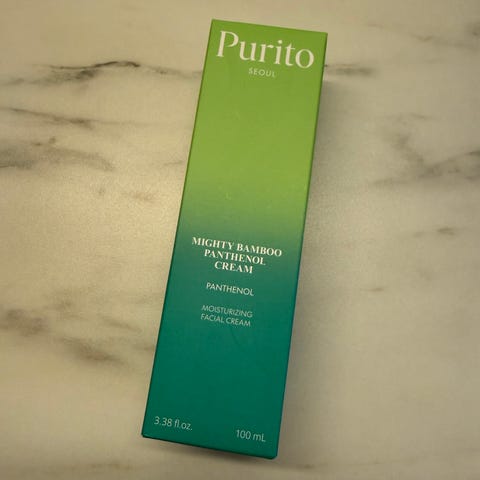 Purito
SEOUL
MIGHTY BAMBOO
PANTHENOL
CREAM
PANTHENOL
MOISTURIZING
FACIAL CREAM
3.38 fl.oz.
100 mL